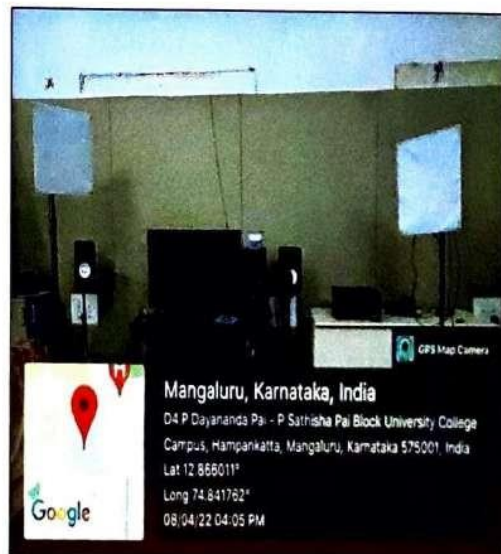 GPS Map Camera
Mangaluru, Karnataka, India
D4 P Dayananda Pai - P Sathisha Pai Block University College
Campus, Hampankatta, Mangaluru, Karnataka 575001, India
Lat 12.866011°
Long 74.841762°
08/04/22 04:05 PM
H
Google